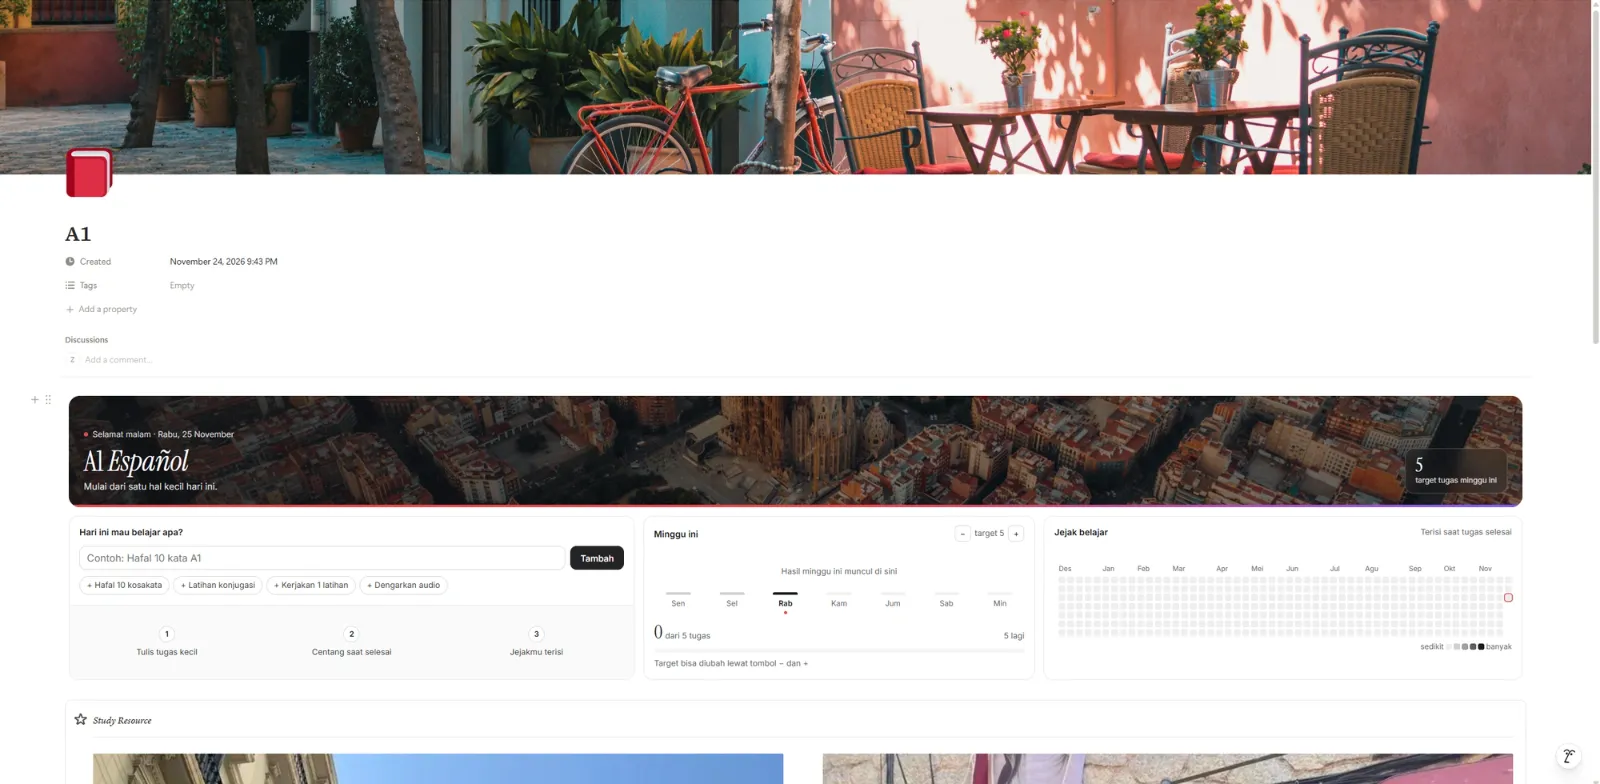 A1
Created November 24, 2026 9:43 PM
Tags Empty
+ Add a property
Discussions
Z Add a comment...
Selamat malam · Rabu, 25 November
A1 Español
Mulai dari satu hal kecil hari ini.
5
target tugas minggu ini
Hari ini mau belajar apa?
Contoh: Hafal 10 kata A1
Tambah
+ Hafal 10 kosakata + Latihan konjugasi + Kerjakan 1 latihan + Dengarkan audio
1 2 3
Tulis tugas kecil Centang saat selesai Jejakmu terisi
Minggu ini - target 5 +
Hasil minggu ini muncul di sini
Sen Sel Rab Kam Jum Sab Min
0 dari 5 tugas 5 lagi
Target bisa diubah lewat tombol − dan +
Jejak belajar Terisi saat tugas selesai
Des Jan Feb Mar Apr Mei Jun Jul Agu Sep Okt Nov
sedikit banyak
Study Resource